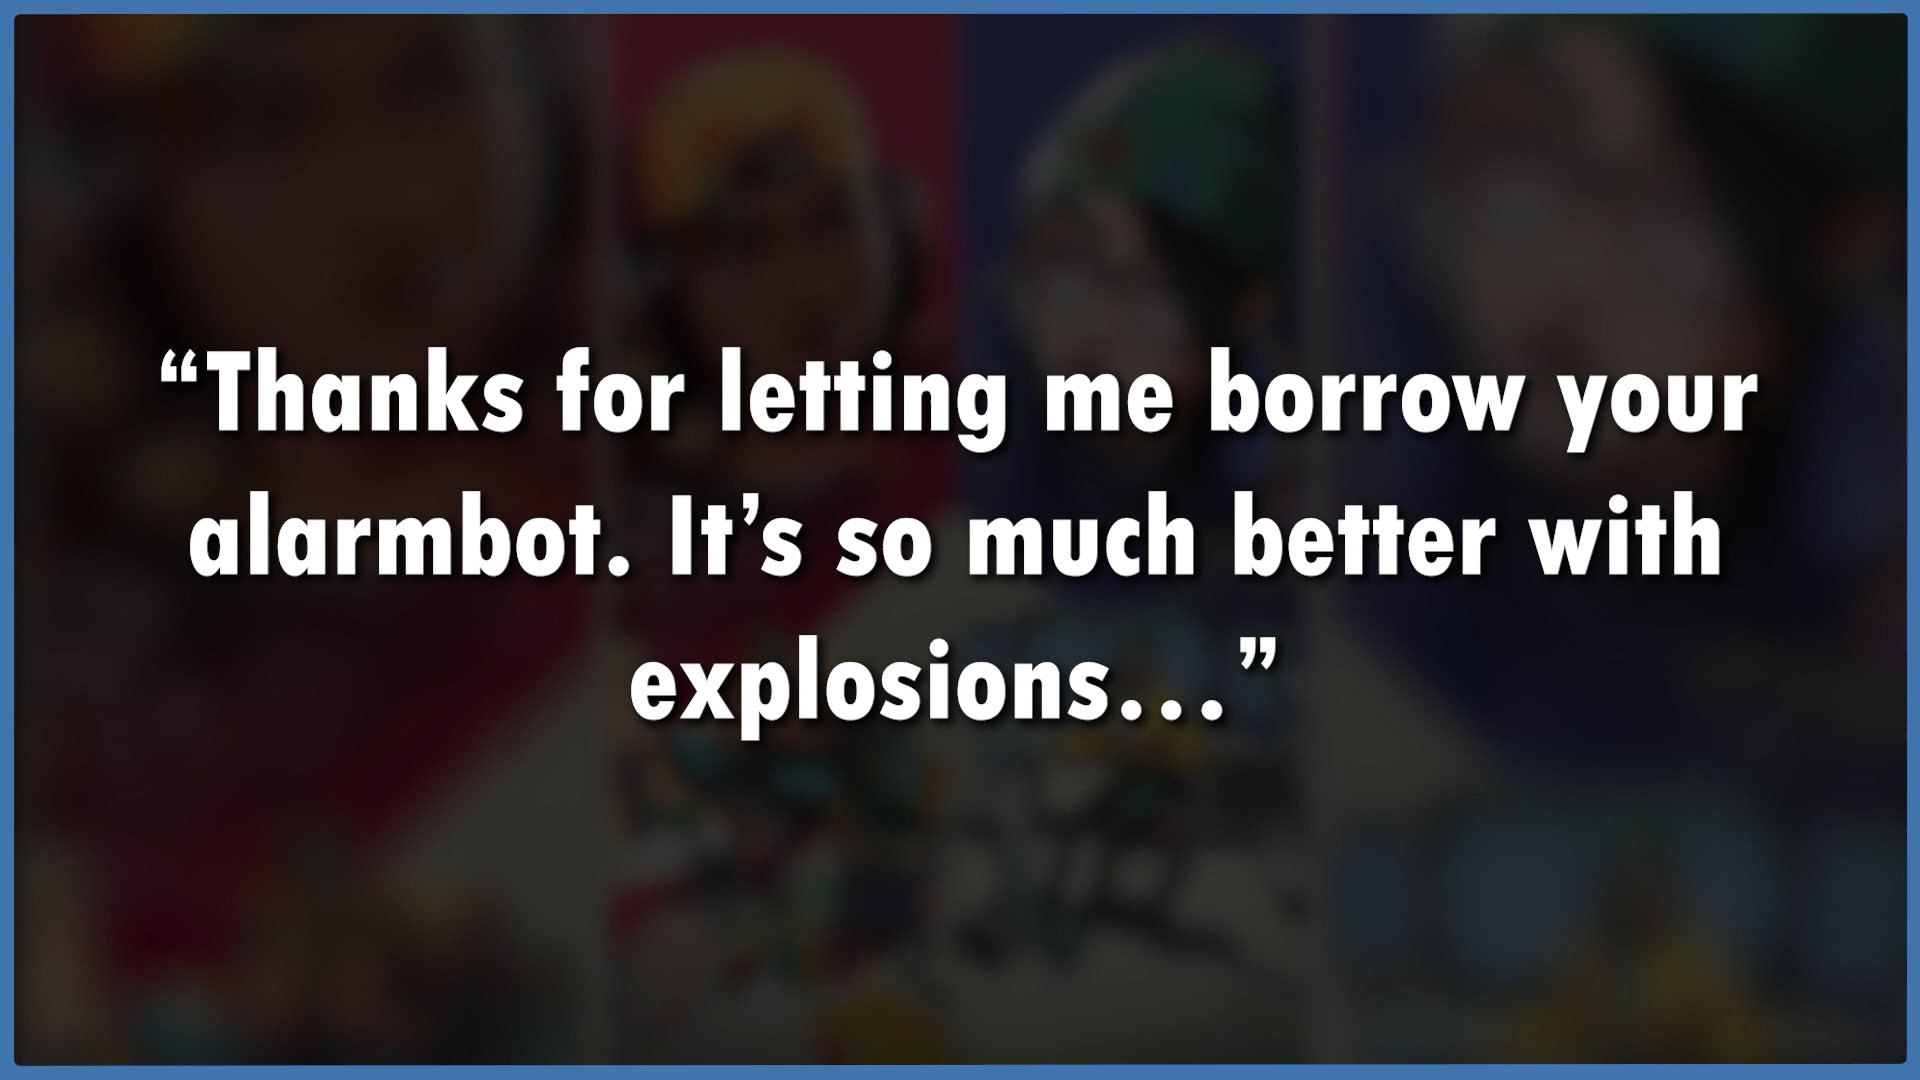 “Thanks for letting me borrow your
alarmbot. It’s so much better with
explosions…”